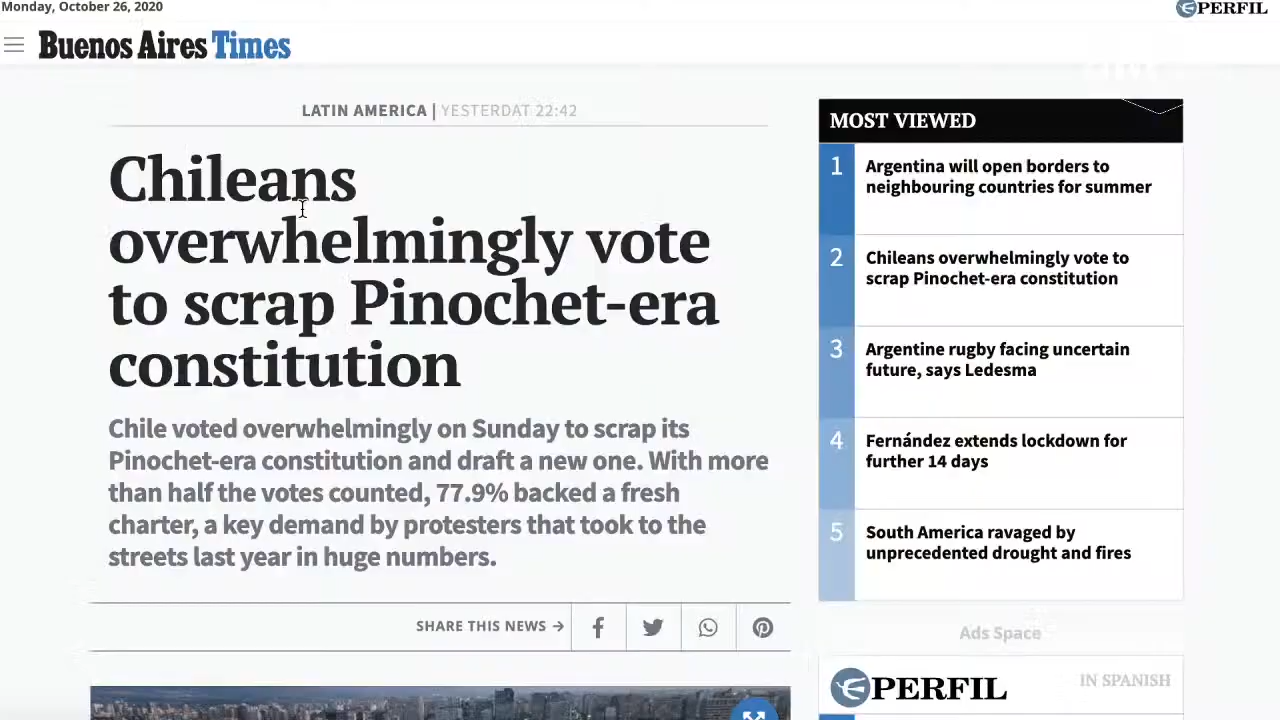 Monday, October 26, 2020
PERFIL
Buenos Aires Times
LATIN AMERICA | YESTERDAT 22:42
Chileans
overwhelmingly vote
to scrap Pinochet-era
constitution
Chile voted overwhelmingly on Sunday to scrap its
Pinochet-era constitution and draft a new one. With more
than half the votes counted, 77.9% backed a fresh
charter, a key demand by protesters that took to the
streets last year in huge numbers.
SHARE THIS NEWS →
MOST VIEWED
1
Argentina will open borders to
neighbouring countries for summer
2
Chileans overwhelmingly vote to
scrap Pinochet-era constitution
3
Argentine rugby facing uncertain
future, says Ledesma
4
Fernández extends lockdown for
further 14 days
5
South America ravaged by
unprecedented drought and fires
Ads Space
PERFIL
IN SPANISH